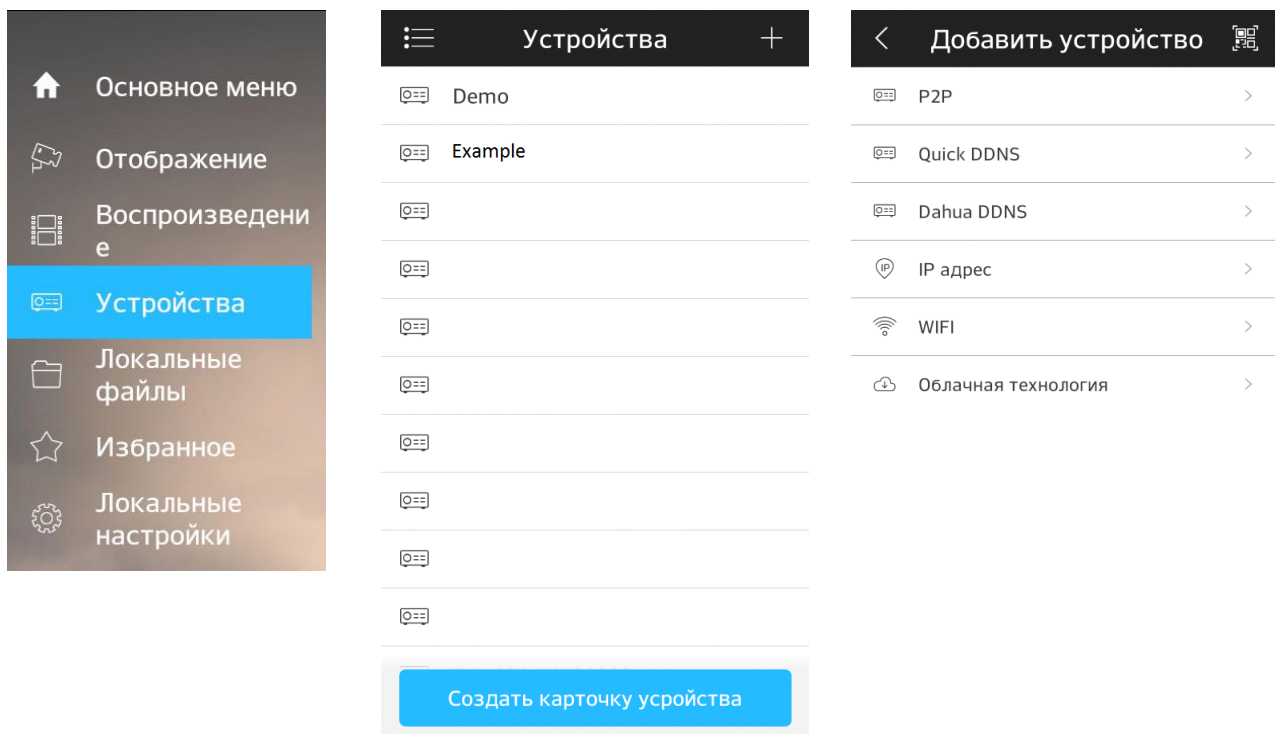 Основное меню
Отображение
Воспроизведени
е
Устройства
Локальные
файлы
Избранное
Локальные
настройки
Устройства
Demo
Example
Создать карточку усройства
Добавить устройство
P2P
Quick DDNS
Dahua DDNS
IP
IP адрес
WIFI
Облачная технология